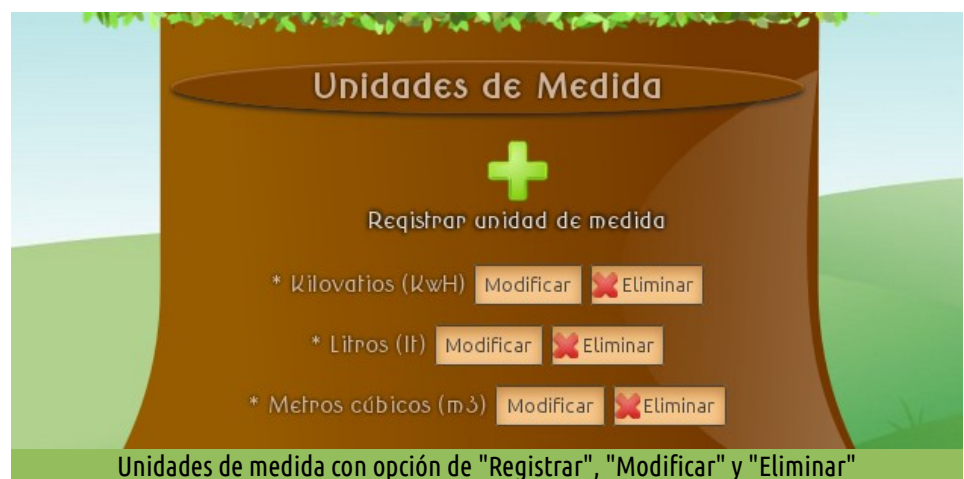 Unidades de Medida
Registrar unidad de medida
* Kilovatios (KwH) Modificar Eliminar
* Litros (lt) Modificar Eliminar
* Metros cúbicos (m3) Modificar Eliminar
Unidades de medida con opción de "Registrar", "Modificar" y "Eliminar"